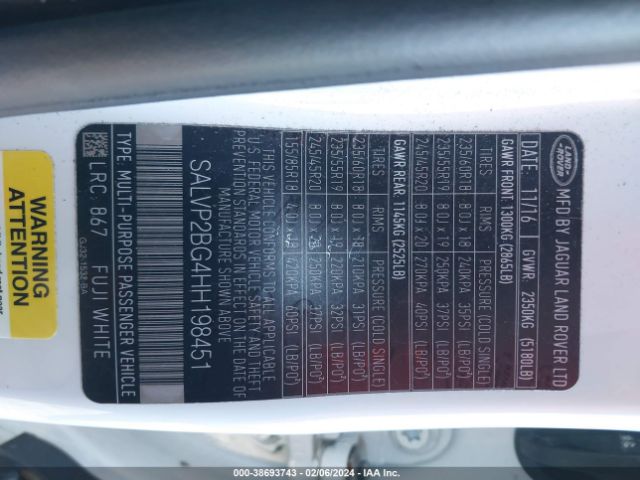 LAND ROVER
MFD BY JAGUAR LAND ROVER LTD
DATE: 11/16 GVWR: 2350KG (5180LB)
GAWR FRONT 1300KG (2865LB)
TIRES RIMS PRESSURE (COLD SINGLE)
235/60R18 8.0J x 18 240KPA 35PSI (LB/PO²)
235/55R19 8.0J x 19 250KPA 37PSI (LB/PO²)
245/45R20 8.0J x 20 270KPA 40PSI (LB/PO²)
GAWR REAR 1145KG (2525LB)
TIRES RIMS PRESSURE (COLD SINGLE)
235/60R18 8.0J x 18 210KPA 31PSI (LB/PO²)
235/55R19 8.0J x 19 220KPA 32PSI (LB/PO²)
245/45R20 8.0J 250KPA 37PSI (LB/PO²)
155/85R18 4.0J x 18 420KPA 60PSI (LB/PO²)
THIS VEHICLE CONFORMS TO ALL APPLICABLE
U.S. FEDERAL MOTOR VEHICLE SAFETY AND THEFT
PREVENTION STANDARDS IN EFFECT ON THE DATE OF
MANUFACTURE SHOWN ABOVE
SALVP2BG4HH198451
TYPE: MULTI-PURPOSE PASSENGER VEHICLE
LRC: 867 FUJI WHITE
GJ32-1532-BA
WARNING
ATTENTION
000-38693743 - 02/06/2024 - IAA Inc.